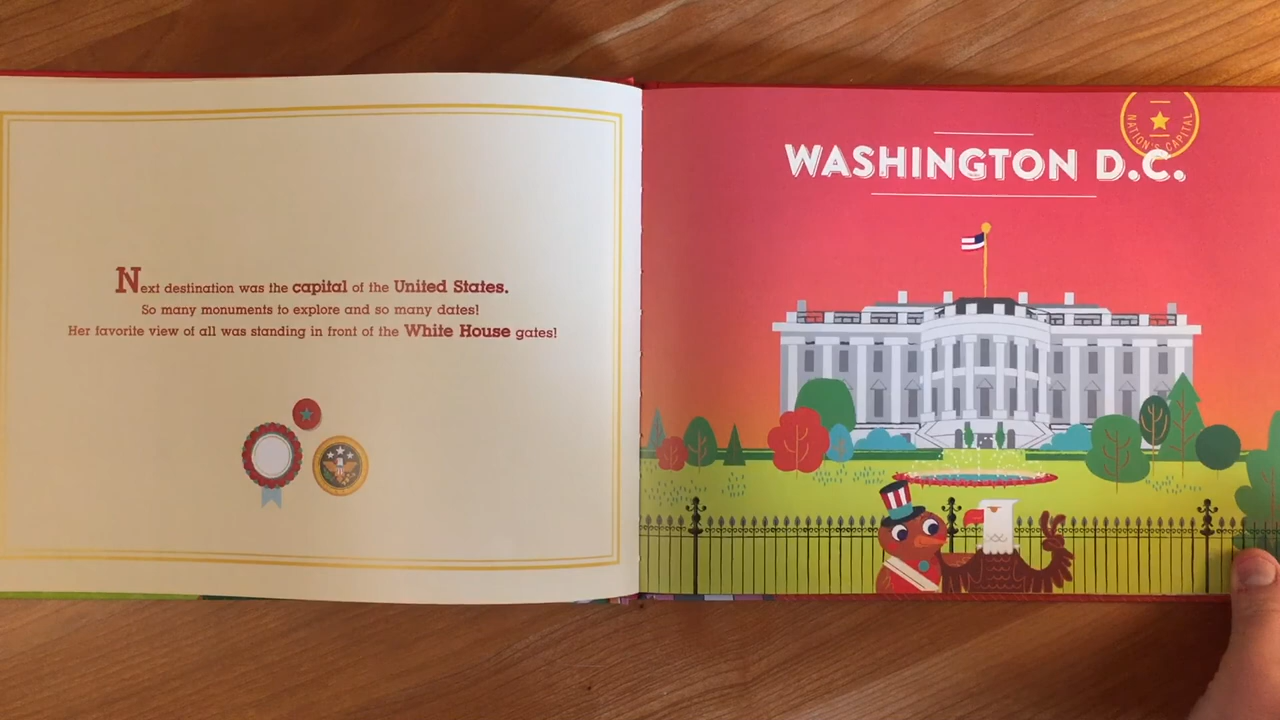 Next destination was the capital of the United States.
So many monuments to explore and so many dates!
Her favorite view of all was standing in front of the White House gates!
NATION'S CAPITAL
WASHINGTON D.C.